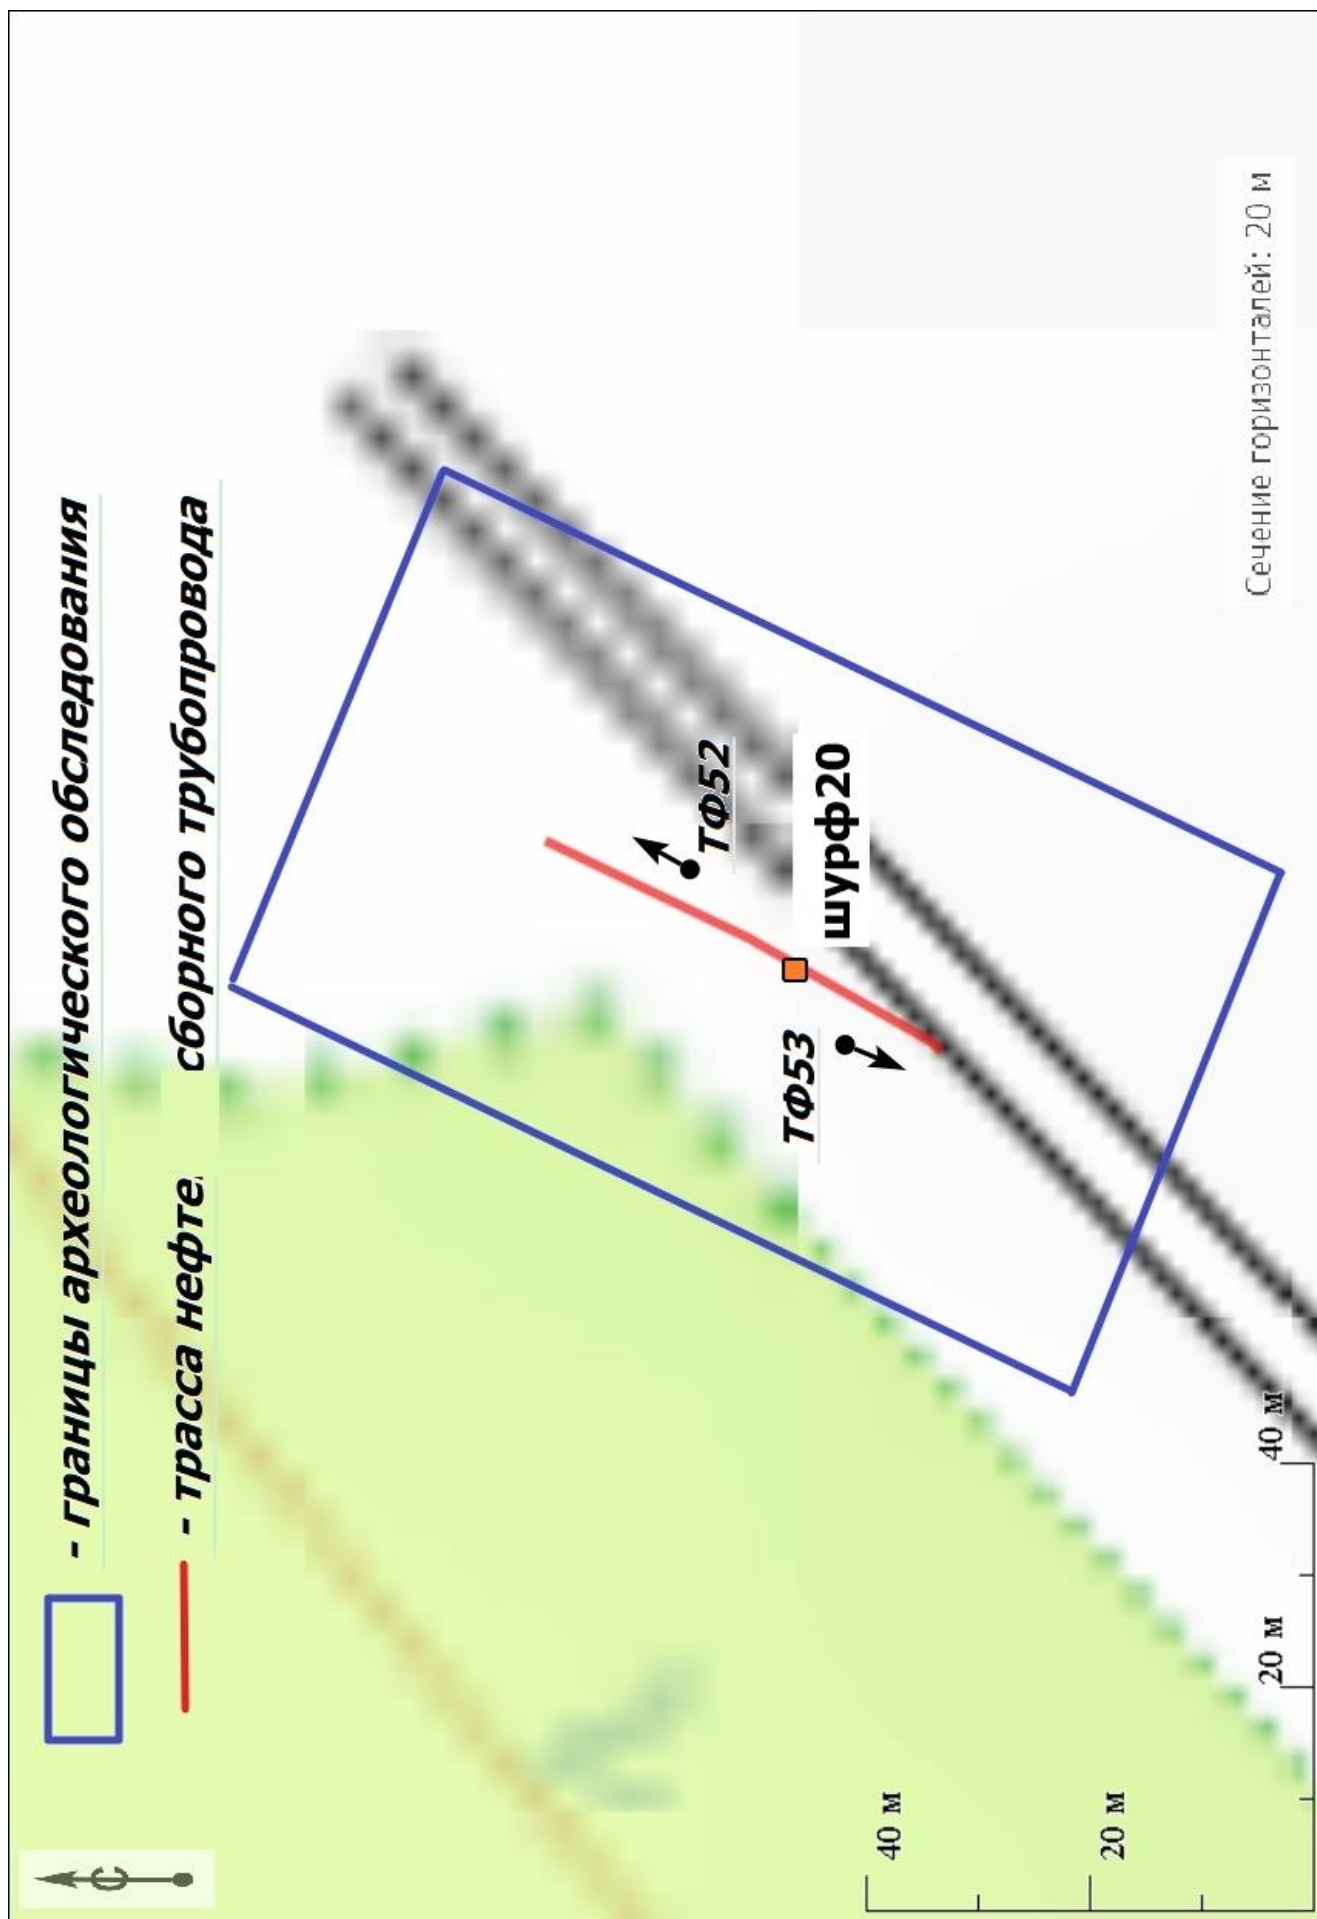 - границы археологического обследования
- трасса нефте. сборного трубопровода
С
ТФ52
шурф20
ТФ53
Сечение горизонталей: 20 м
40 м
20 м
20 м
40 м